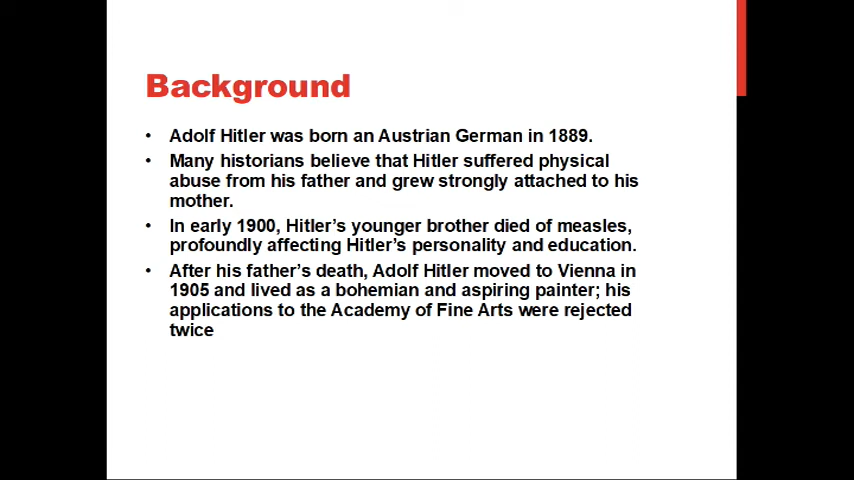 Background
• Adolf Hitler was born an Austrian German in 1889.
• Many historians believe that Hitler suffered physical
abuse from his father and grew strongly attached to his
mother.
• In early 1900, Hitler’s younger brother died of measles,
profoundly affecting Hitler’s personality and education.
• After his father’s death, Adolf Hitler moved to Vienna in
1905 and lived as a bohemian and aspiring painter; his
applications to the Academy of Fine Arts were rejected
twice